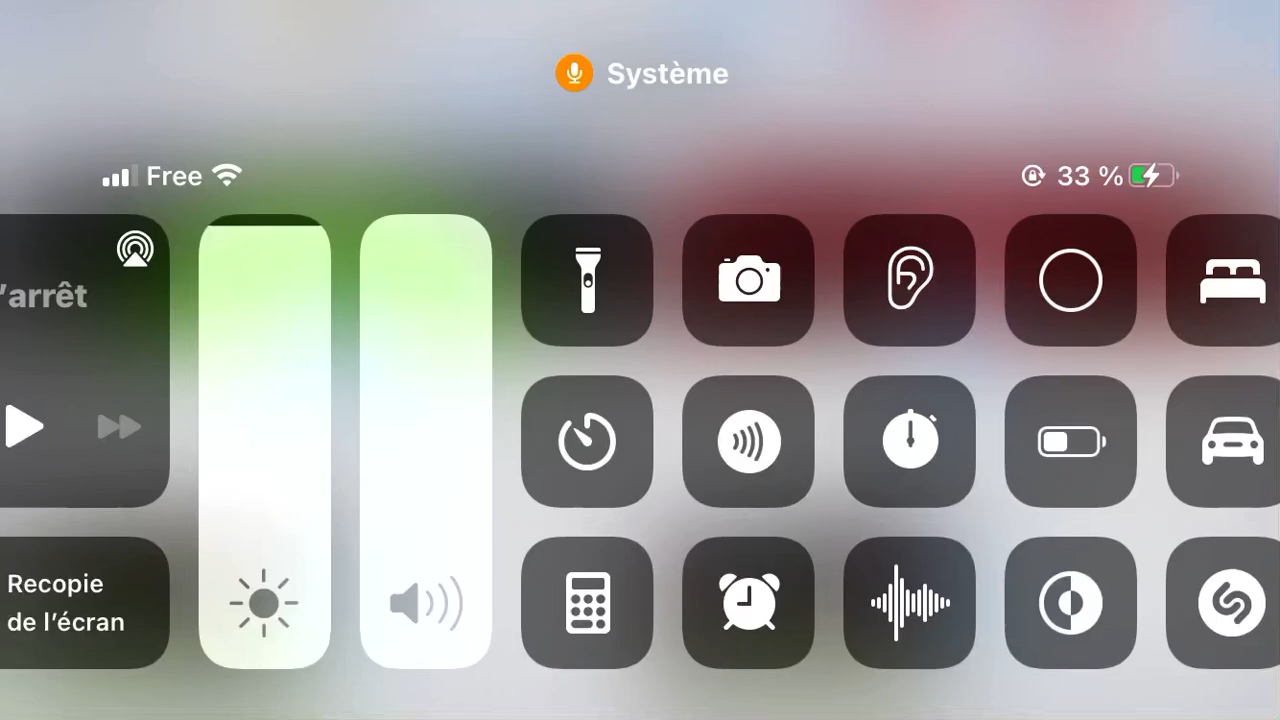 Système
Free
33 %
’arrêt
Recopie
de l’écran